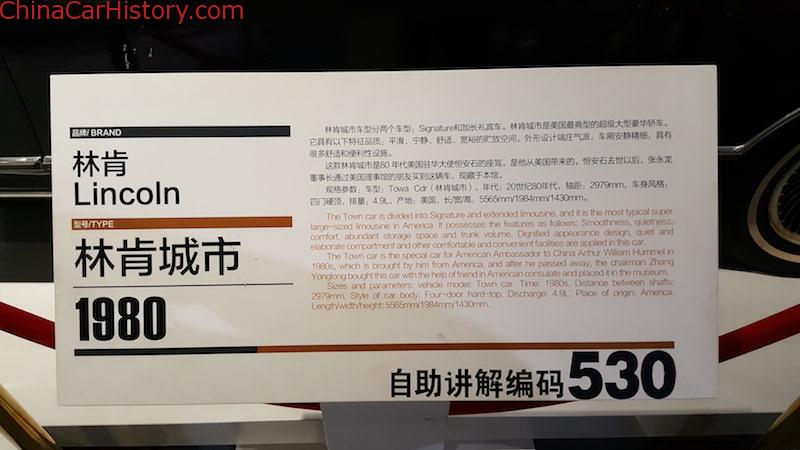 ChinaCarHistory.com
品牌/ BRAND
林肯
Lincoln
型号/TYPE
林肯城市
1980
林肯城市车型分两个车型：Signature和加长礼宾车。林肯城市是美国最典型的超级大型豪华轿车。
它具有以下特征品质：平滑、宁静、舒适、宽裕的贮放空间。外形设计端庄气派、车厢安静精细，具有
很多舒适和便利性设施。
这款林肯城市是80 年代美国驻华大使恒安石的座驾。是他从美国带来的。恒安石去世以后，张永龙
董事长通过美国理事馆的朋友买到这辆车。现藏于本馆。
规格参数：车型：Towa Cdr（林肯城市）、年代：20世纪80年代，轴距：2979mm，车身风格：
四门硬顶，排量：4.9L。产地：美国，长/宽/高：5565mm/1984mm/1430mm。
The Town car is divided into Signature and extended limousine, and it is the most typical super
large-sized limousine in America. It possesses the features as follows: Smoothness, quietness,
comfort, abundant storage space and trunk volume. Dignified appearance design, quiet and
elaborate compartment and other comfortable and convenient facilities are applied in this car.
The Town car is the special car for American Ambassador to China Arthur William Hummel in
1980s, which is brought by him from America, and after he passed away, the chairman Zhang
Yonglong bought this car with the help of friend in American consulate and placed it in the museum.
Sizes and parameters: vehicle model: Town car. Time: 1980s. Distance between shafts:
2979mm. Style of car body: Four-door hard-top. Discharge: 4.9L. Place of origin: America.
Length/width/height: 5565mm/1984mm/1430mm.
自助讲解编码530